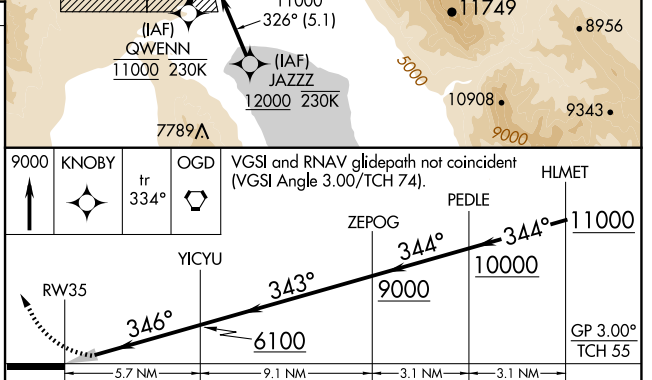 11000
326° (5.1)
11749
8956
(IAF)
QWENN
11000 230K
(IAF)
JAZZZ
12000 230K
5000
10908
9343
7789
9000
9000
KNOBY
tr
334°
OGD
VGSI and RNAV glidepath not coincident
(VGSI Angle 3.00/TCH 74).
HLMET
PEDLE
ZEPOG
YICYU
RW35
11000
344°
344°
10000
343°
9000
346°
6100
GP 3.00°
TCH 55
5.7 NM
9.1 NM
3.1 NM
3.1 NM